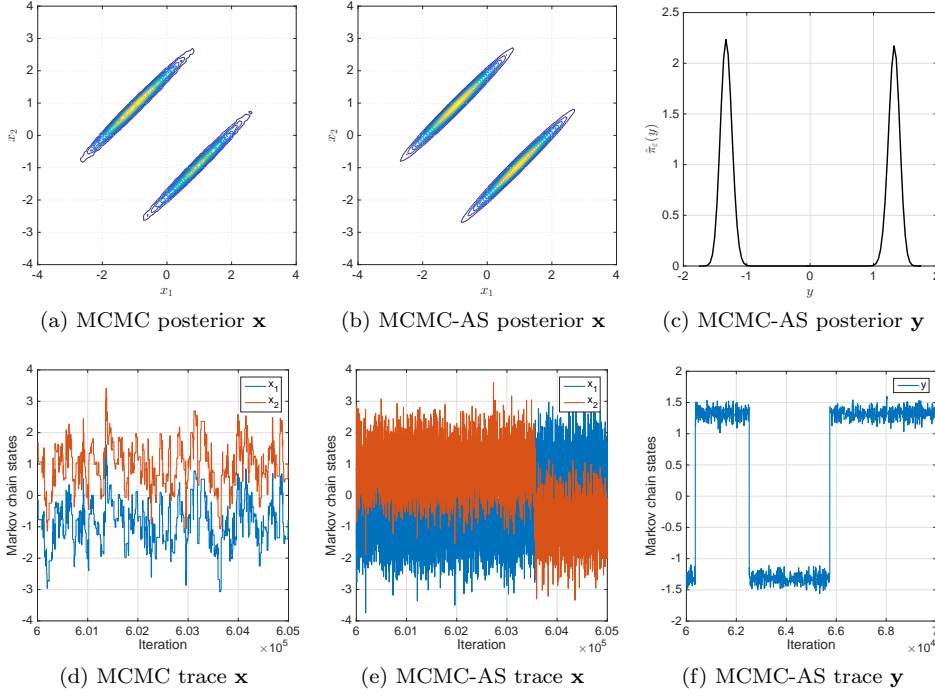 4
3
2
1
0
-1
-2
-3
-4
x₂
-4 -2 0 2 4
x₁
(a) MCMC posterior x
4
3
2
1
0
-1
-2
-3
-4
x₂
-4 -2 0 2 4
x₁
(b) MCMC-AS posterior x
2.5
2
1.5
1
0.5
0
π̂ε(y)
-2 -1 0 1 2
y
(c) MCMC-AS posterior y
4
3
2
1
0
-1
-2
-3
-4
Markov chain states
x₁
x₂
6 6.01 6.02 6.03 6.04 6.05
Iteration ×10⁵
(d) MCMC trace x
4
3
2
1
0
-1
-2
-3
-4
Markov chain states
x₁
x₂
6 6.01 6.02 6.03 6.04 6.05
Iteration ×10⁵
(e) MCMC-AS trace x
2
1.5
1
0.5
0
-0.5
-1
-1.5
-2
Markov chain states
y
6 6.2 6.4 6.6 6.8 7
Iteration ×10⁴
(f) MCMC-AS trace y